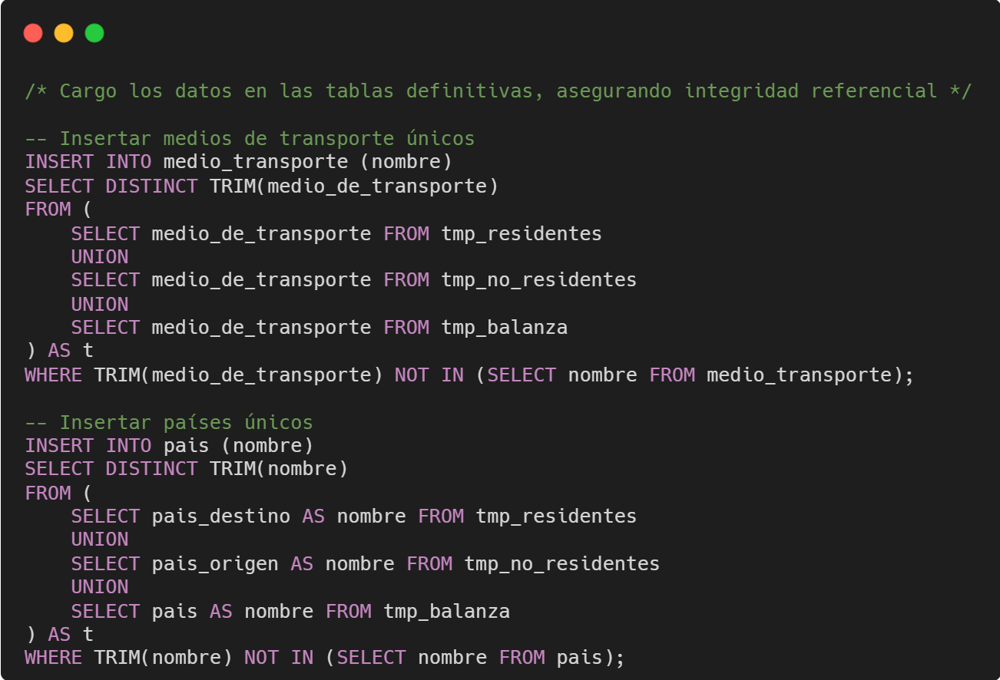 /* Cargo los datos en las tablas definitivas, asegurando integridad referencial */
-- Insertar medios de transporte únicos
INSERT INTO medio_transporte (nombre)
SELECT DISTINCT TRIM(medio_de_transporte)
FROM (
    SELECT medio_de_transporte FROM tmp_residentes
    UNION
    SELECT medio_de_transporte FROM tmp_no_residentes
    UNION
    SELECT medio_de_transporte FROM tmp_balanza
) AS t
WHERE TRIM(medio_de_transporte) NOT IN (SELECT nombre FROM medio_transporte);
-- Insertar países únicos
INSERT INTO pais (nombre)
SELECT DISTINCT TRIM(nombre)
FROM (
    SELECT pais_destino AS nombre FROM tmp_residentes
    UNION
    SELECT pais_origen AS nombre FROM tmp_no_residentes
    UNION
    SELECT pais AS nombre FROM tmp_balanza
) AS t
WHERE TRIM(nombre) NOT IN (SELECT nombre FROM pais);